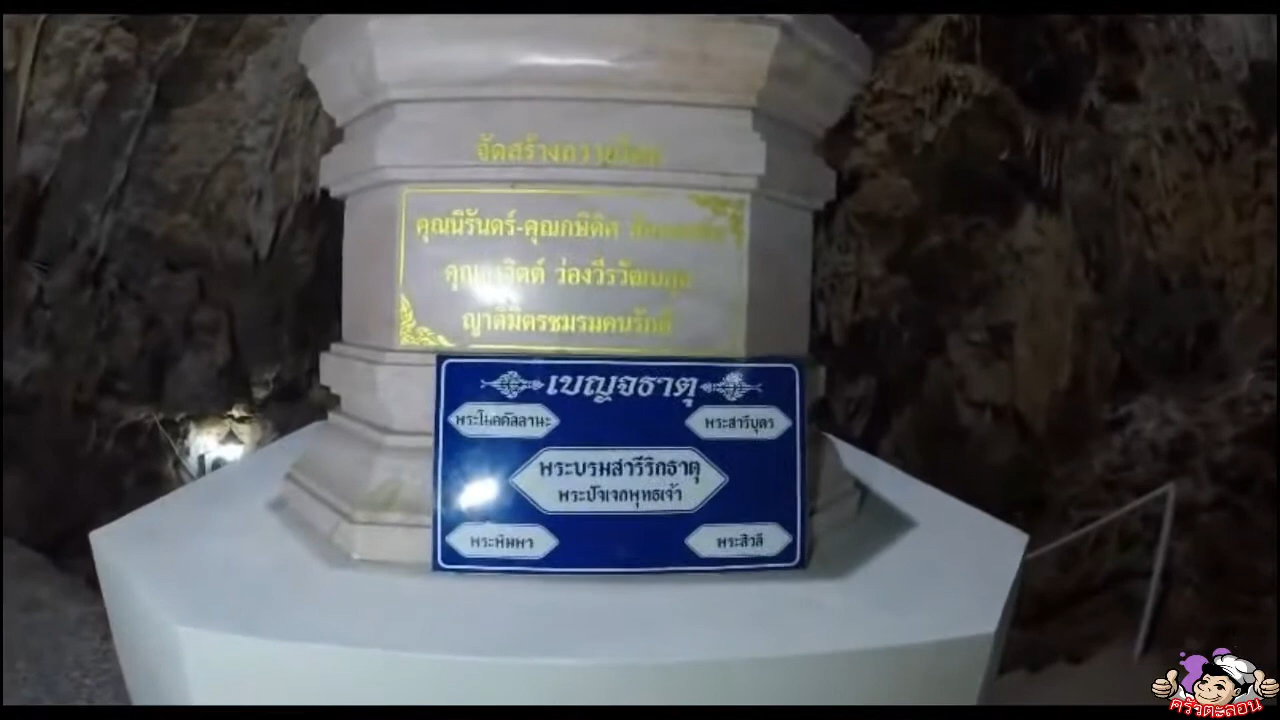 จัดสร้างถวายโดย
คุณนิรันดร์-คุณกษิดิศ
ว่องวีรวัฒนกุล
ญาติมิตรชมรมคนรักดี
เบญจธาตุ
พระโมคคัลลานะ
พระสารีบุตร
พระบรมสารีริกธาตุ
พระปัจเจกพุทธเจ้า
พระพิมพา
พระสิวลี
ครัวตะลอน